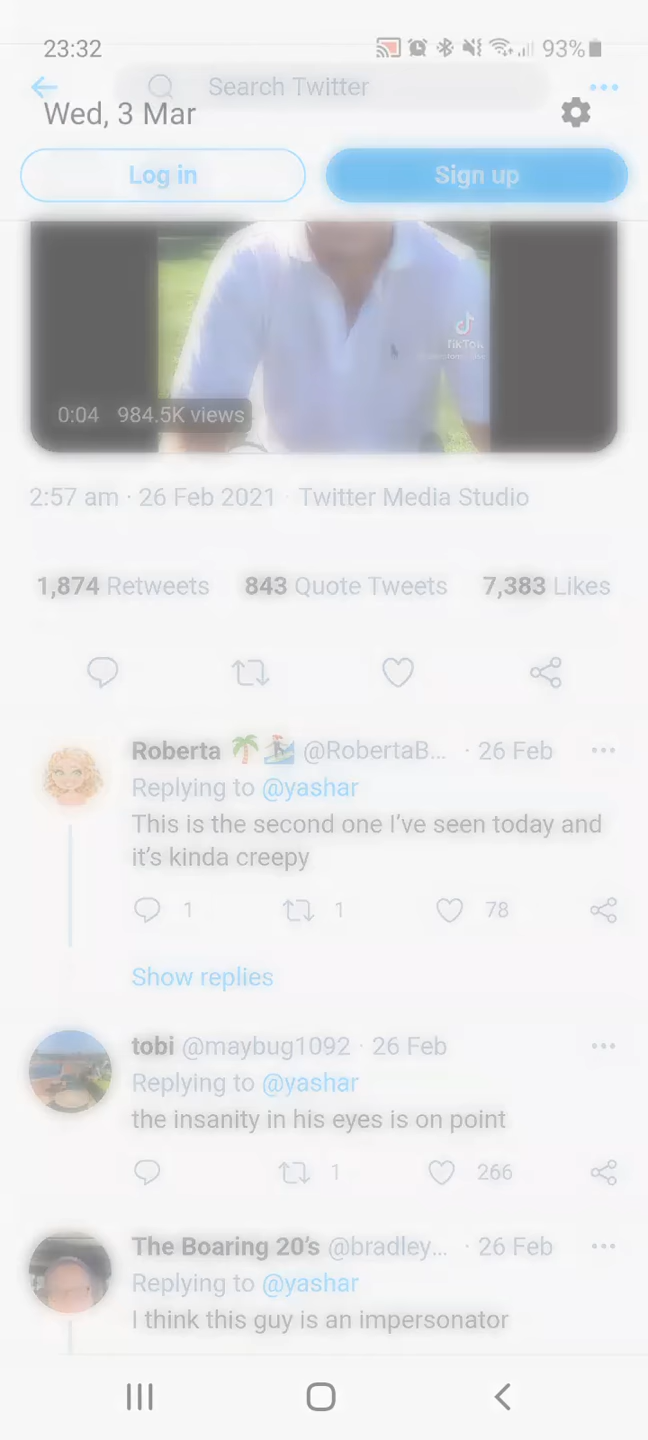 23:32
93%
Search Twitter
Wed, 3 Mar
Log in
Sign up
TikTok
0:04 984.5K views
2:57 am · 26 Feb 2021 · Twitter Media Studio
1,874 Retweets 843 Quote Tweets 7,383 Likes
Roberta 🌴🏄 @RobertaB... · 26 Feb
Replying to @yashar
This is the second one I've seen today and
it's kinda creepy
1 1 78
Show replies
tobi @maybug1092 · 26 Feb
Replying to @yashar
the insanity in his eyes is on point
1 266
The Boaring 20's @bradley... · 26 Feb
Replying to @yashar
I think this guy is an impersonator